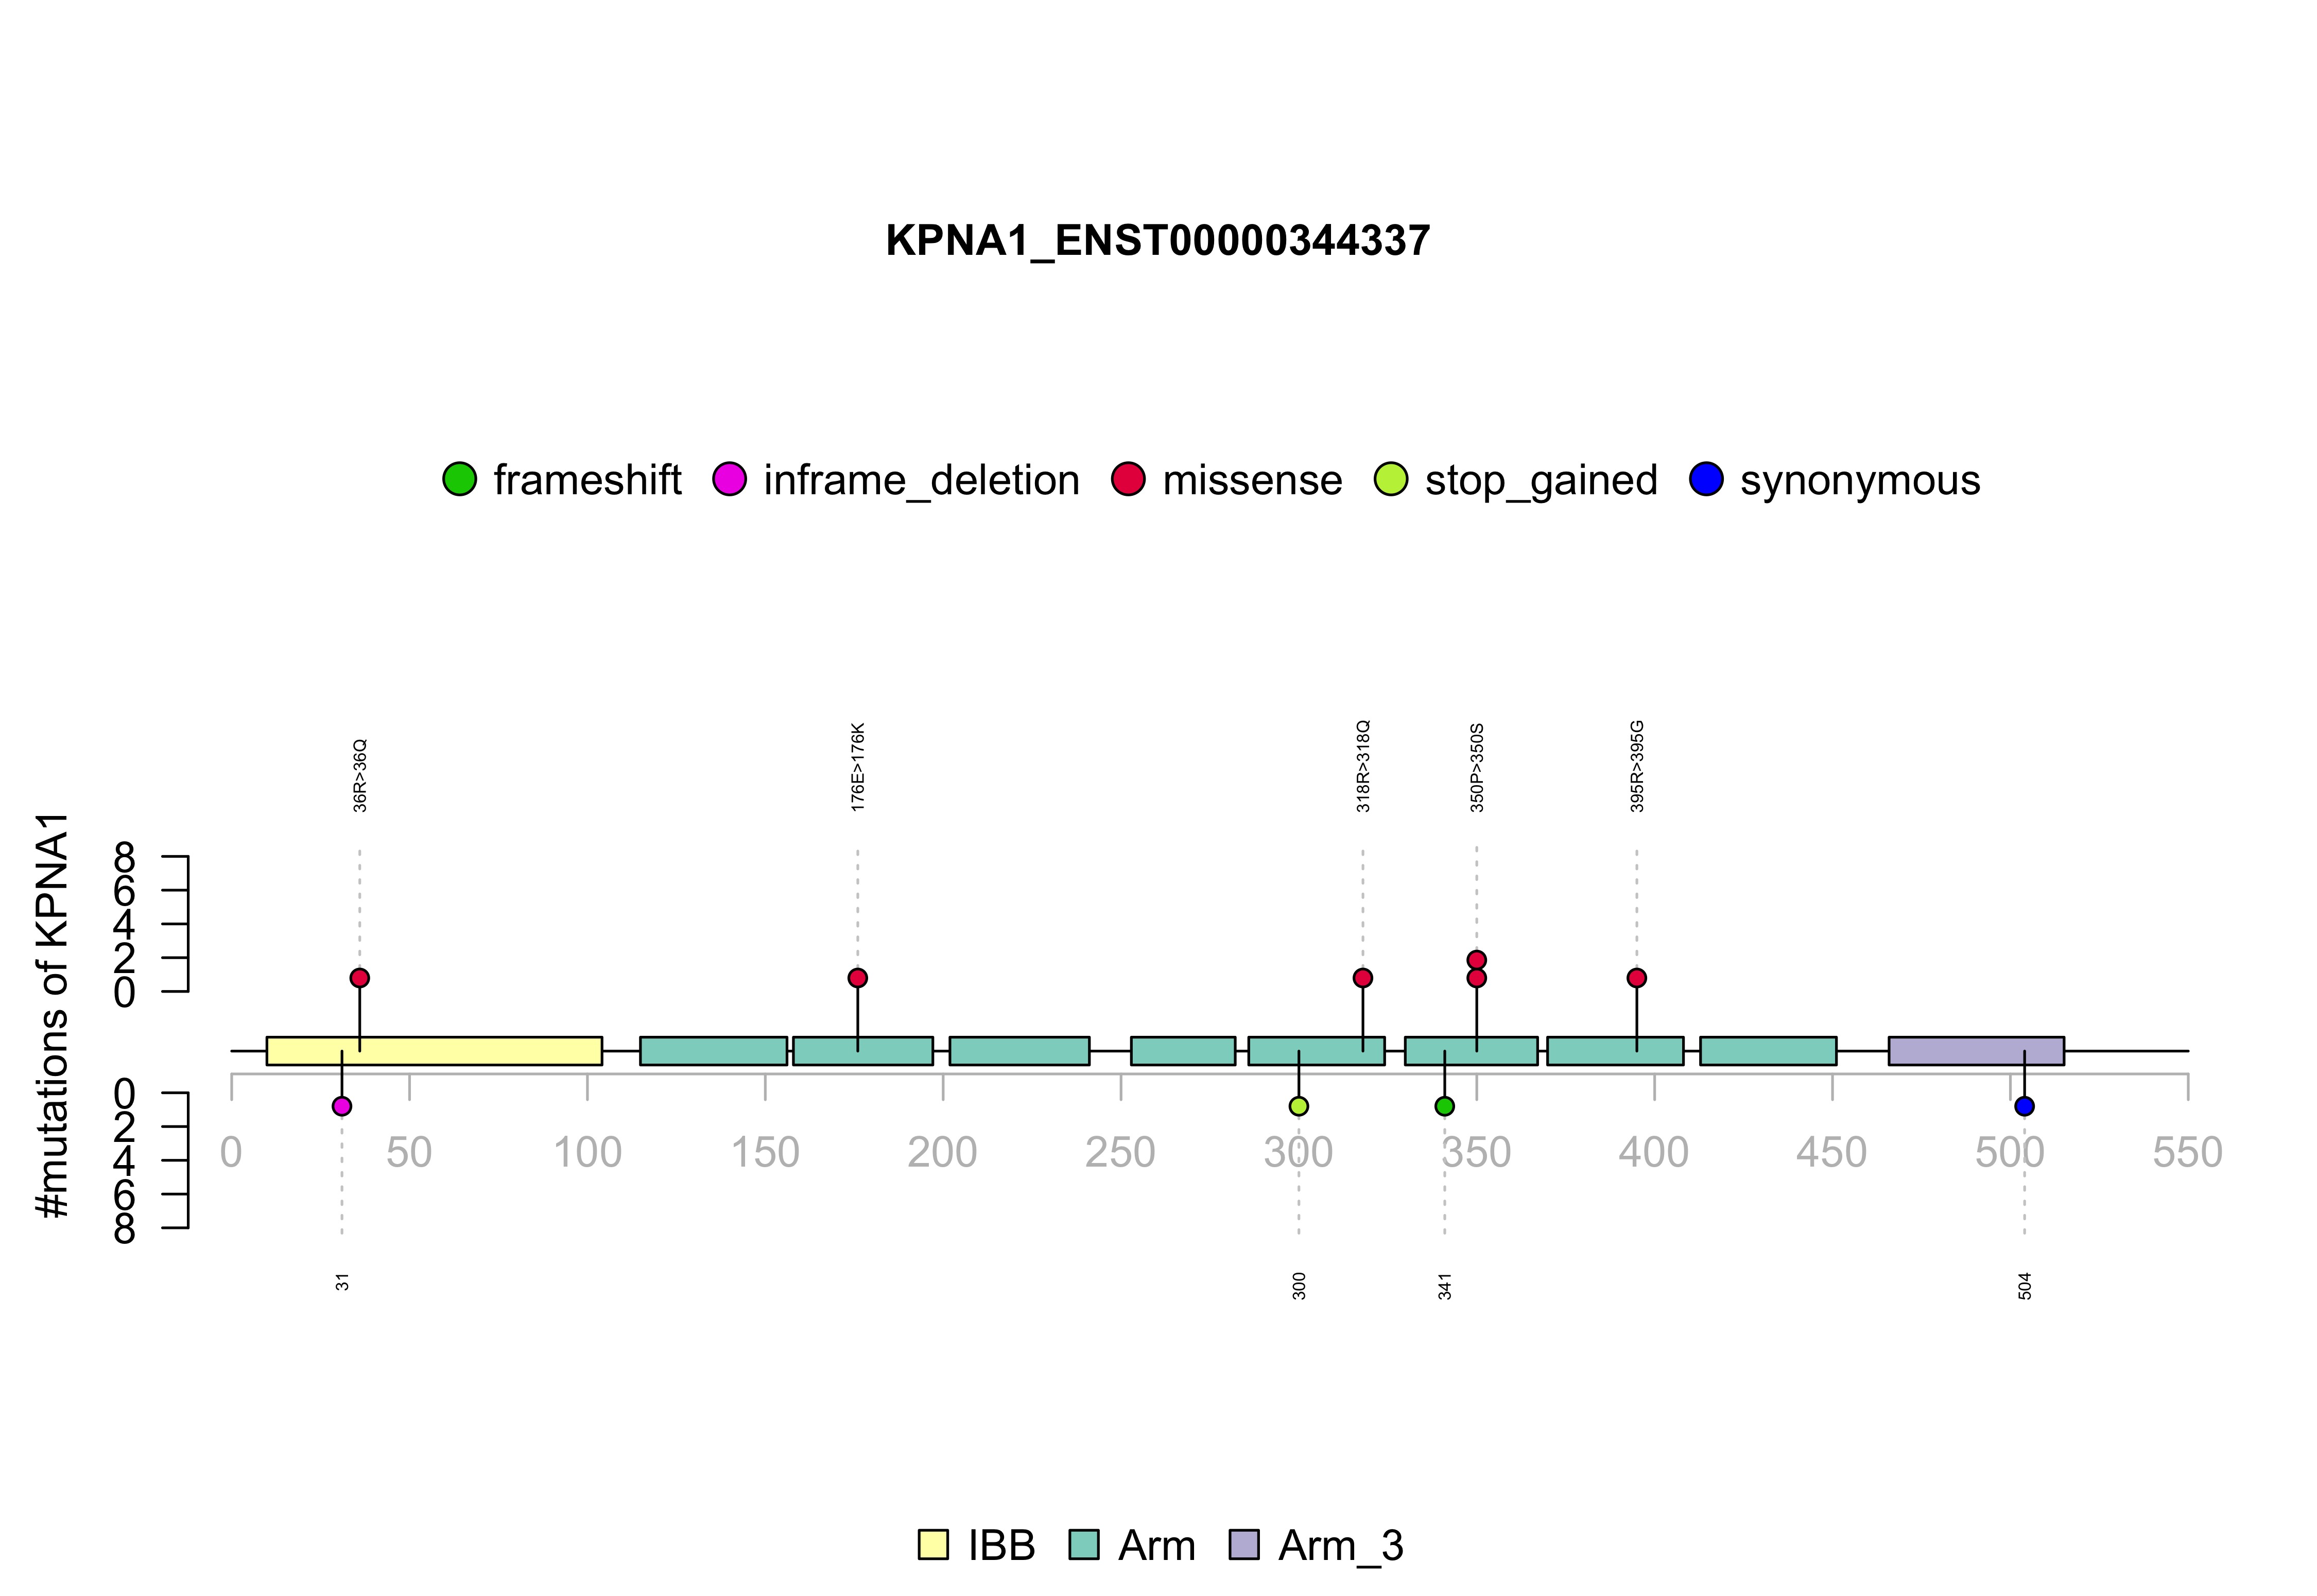 KPNA1_ENST00000344337
frameshift inframe_deletion missense stop_gained synonymous
36R>36Q 176E>176K 318R>318Q 350P>350S 395R>395G
#mutations of KPNA1
8
6
4
2
0
0
2
4
6
8
0 50 100 150 200 250 300 350 400 450 500 550
31 300 341 504
IBB Arm Arm_3